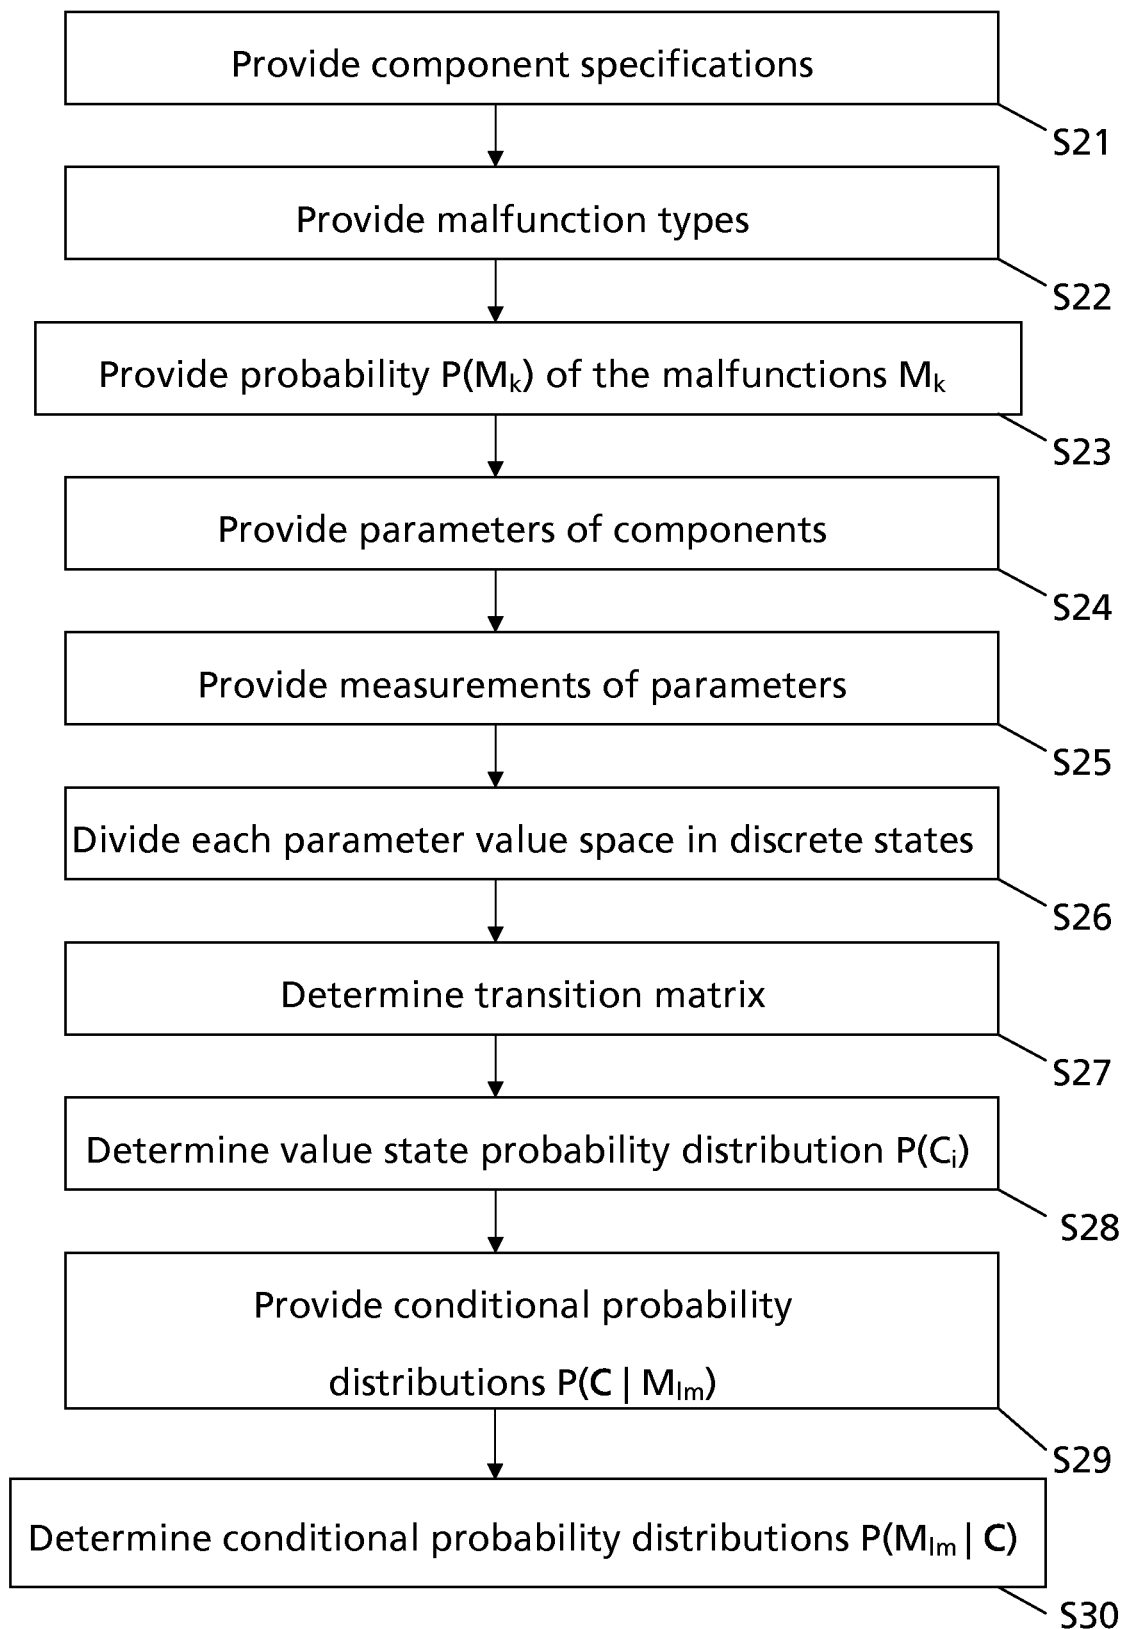 Provide component specifications
S21
Provide malfunction types
S22
Provide probability P(Mk) of the malfunctions Mk
S23
Provide parameters of components
S24
Provide measurements of parameters
S25
Divide each parameter value space in discrete states
S26
Determine transition matrix
S27
Determine value state probability distribution P(Ci)
S28
Provide conditional probability
distributions P(C | Mlm)
S29
Determine conditional probability distributions P(Mlm | C)
S30